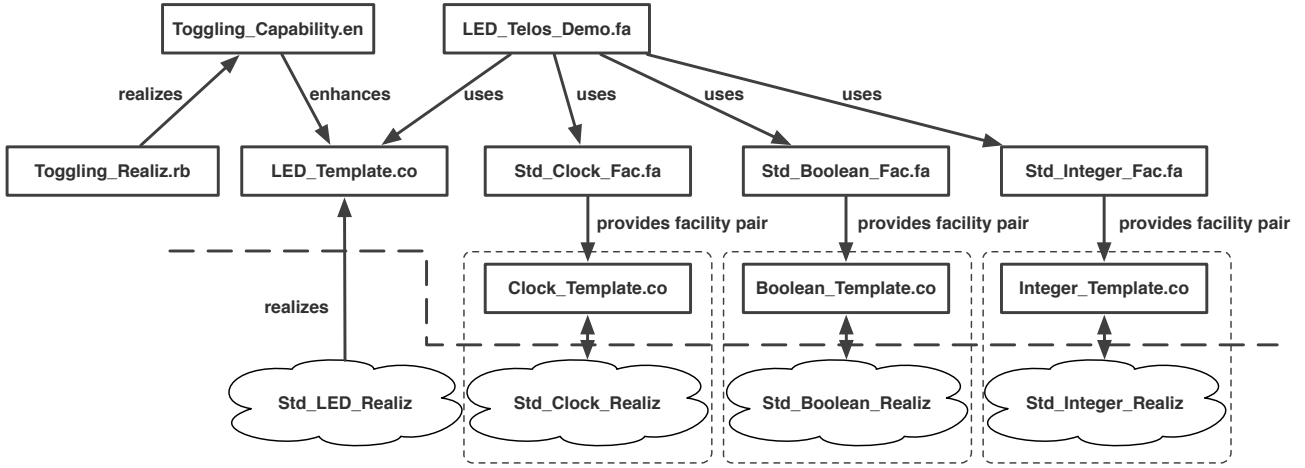 Toggling_Capability.en
LED_Telos_Demo.fa
realizes
enhances
uses
uses
uses
uses
Toggling_Realiz.rb
LED_Template.co
Std_Clock_Fac.fa
Std_Boolean_Fac.fa
Std_Integer_Fac.fa
provides facility pair
provides facility pair
provides facility pair
Clock_Template.co
Boolean_Template.co
Integer_Template.co
realizes
Std_LED_Realiz
Std_Clock_Realiz
Std_Boolean_Realiz
Std_Integer_Realiz